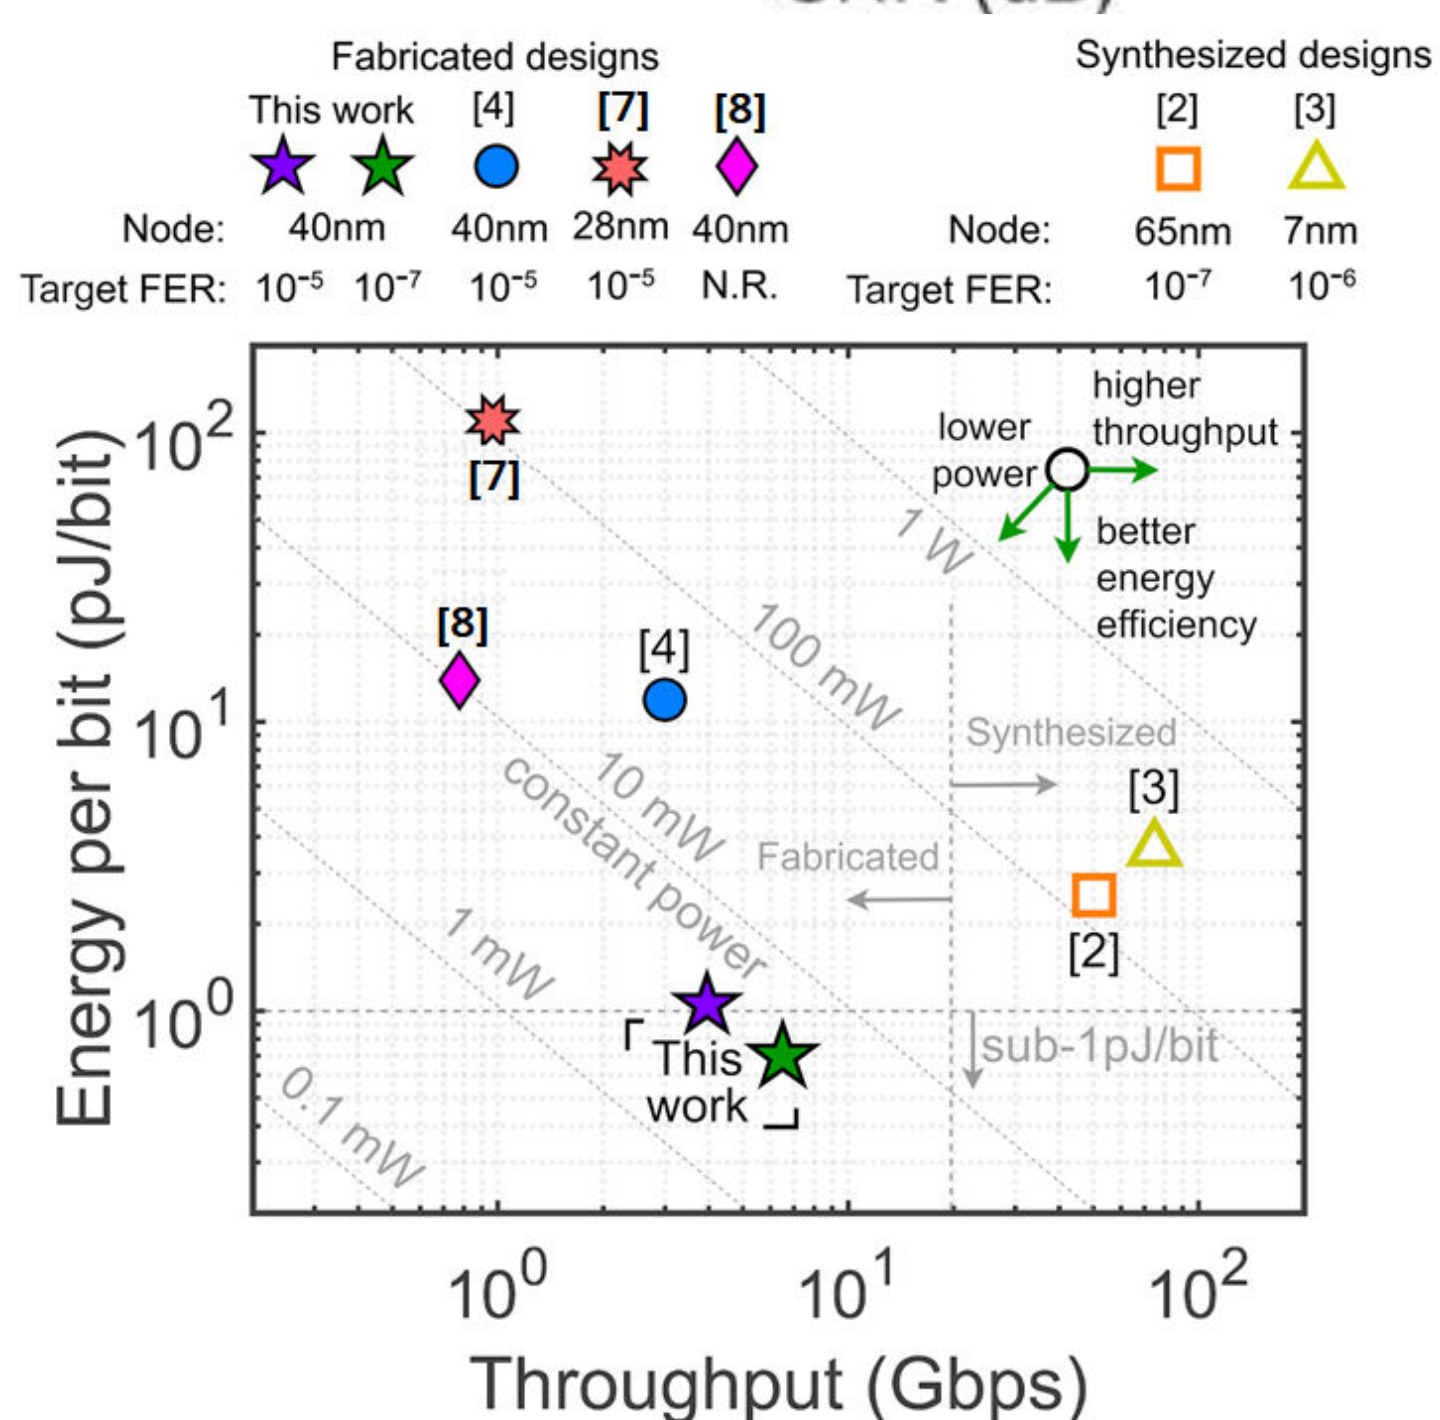 Fabricated designs
Synthesized designs
This work [4] [7] [8]
[2] [3]
Node: 40nm 40nm 28nm 40nm
Node: 65nm 7nm
Target FER: 10⁻⁵ 10⁻⁷ 10⁻⁵ 10⁻⁵ N.R.
Target FER: 10⁻⁷ 10⁻⁶
Energy per bit (pJ/bit)
10²
10¹
10⁰
higher
throughput
lower
power
better
energy
efficiency
[7]
1 W
[8]
[4]
100 mW
10 mW
constant power
Synthesized
[3]
Fabricated
[2]
1 mW
This
work
sub-1pJ/bit
0.1 mW
10⁰ 10¹ 10²
Throughput (Gbps)